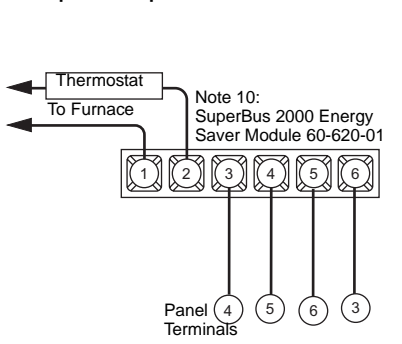 Thermostat
To Furnace
Note 10:
SuperBus 2000 Energy
Saver Module 60-620-01
1 2 3 4 5 6
Panel 4 5 6 3
Terminals